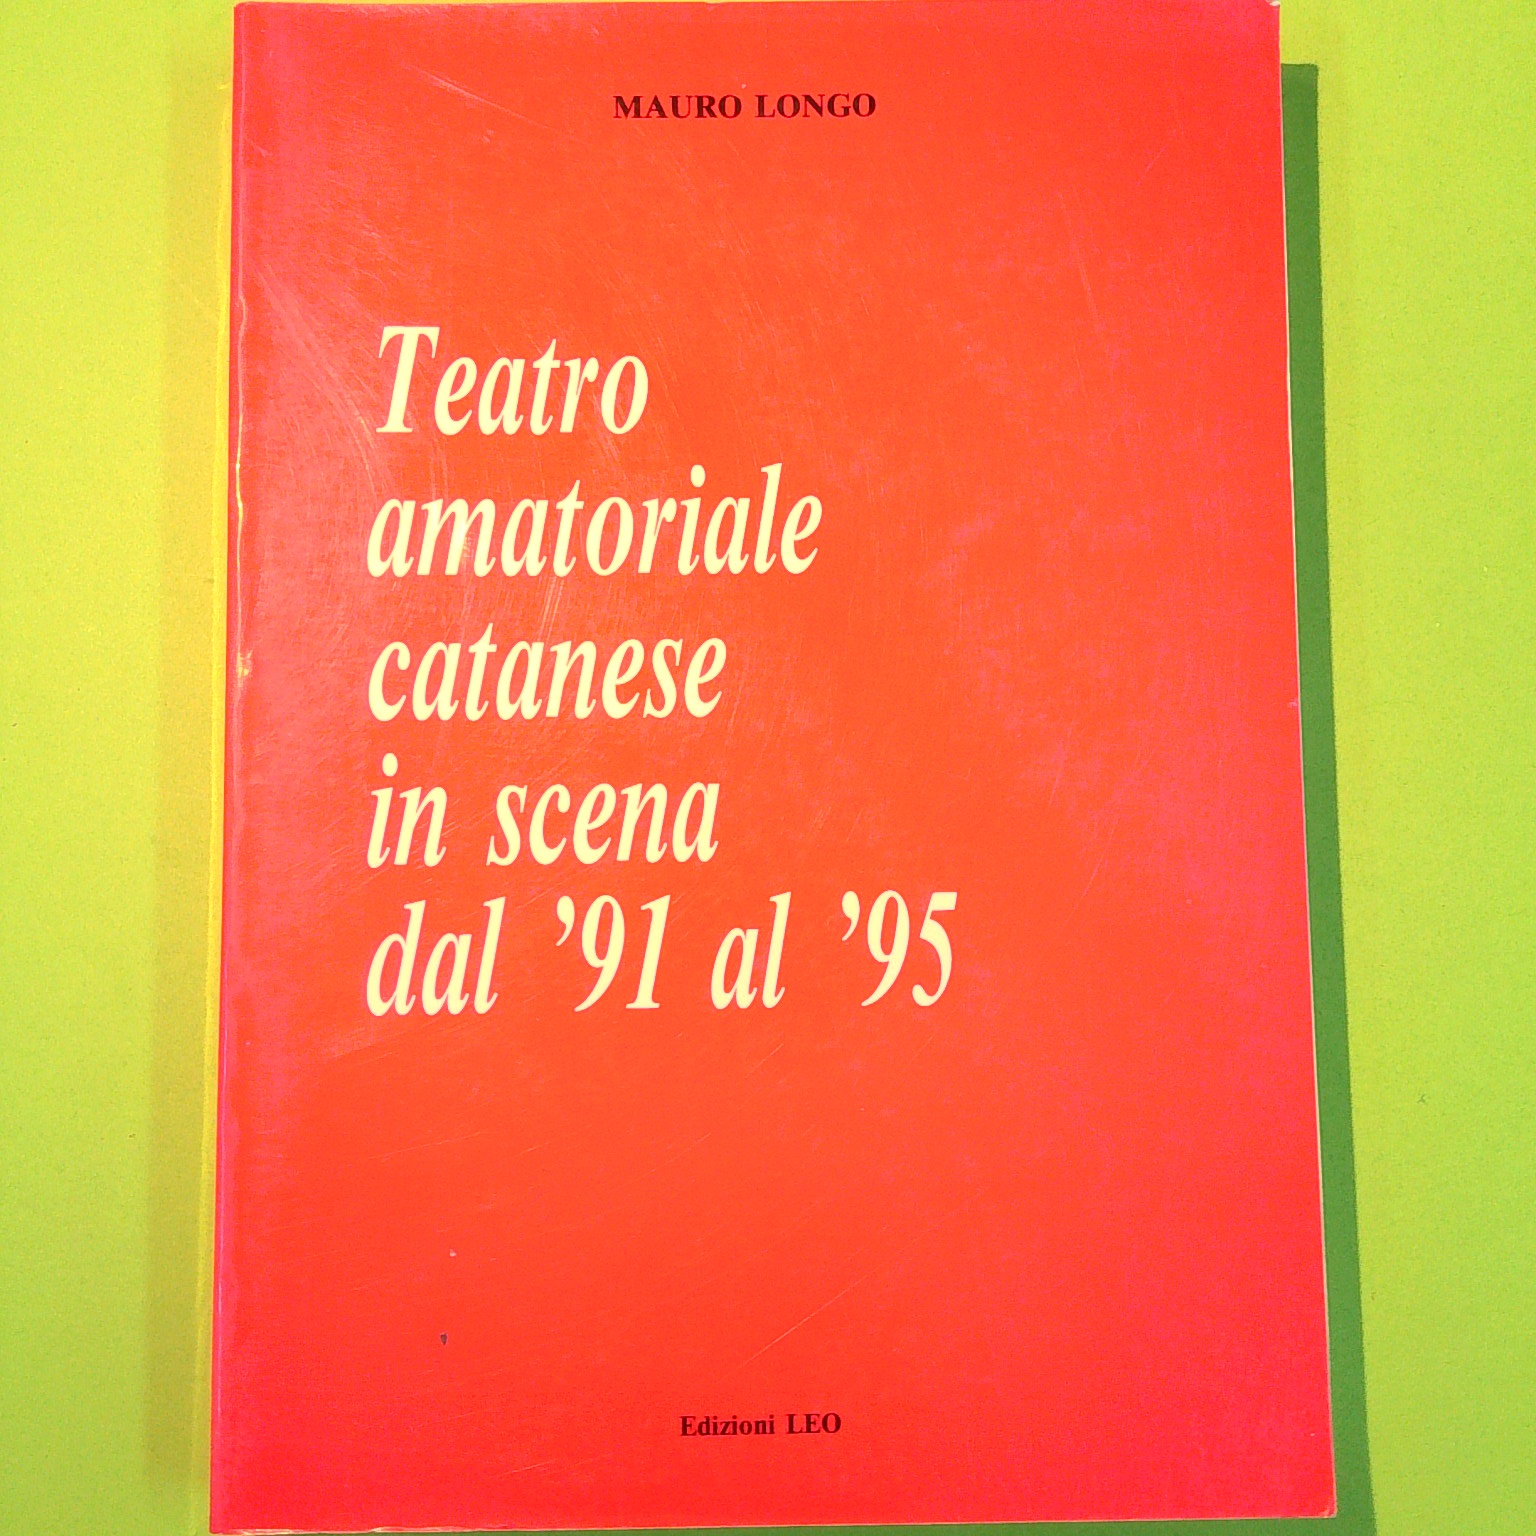 MAURO LONGO
Teatro
amatoriale
catanese
in scena
dal ’91 al ’95
Edizioni LEO